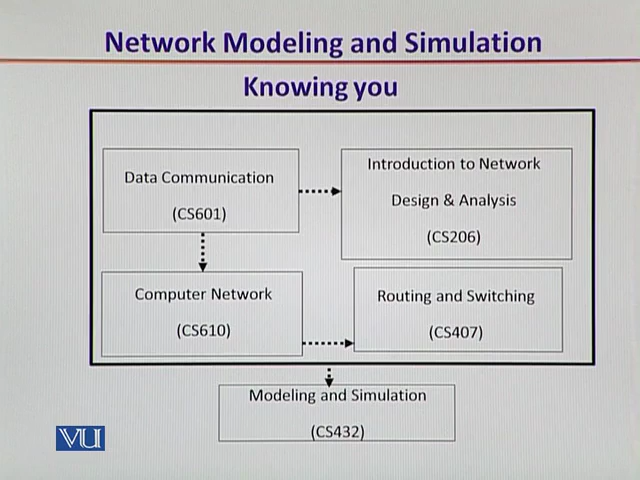 Network Modeling and Simulation
Knowing you
Data Communication
(CS601)
Introduction to Network
Design & Analysis
(CS206)
Computer Network
(CS610)
Routing and Switching
(CS407)
Modeling and Simulation
(CS432)
VU